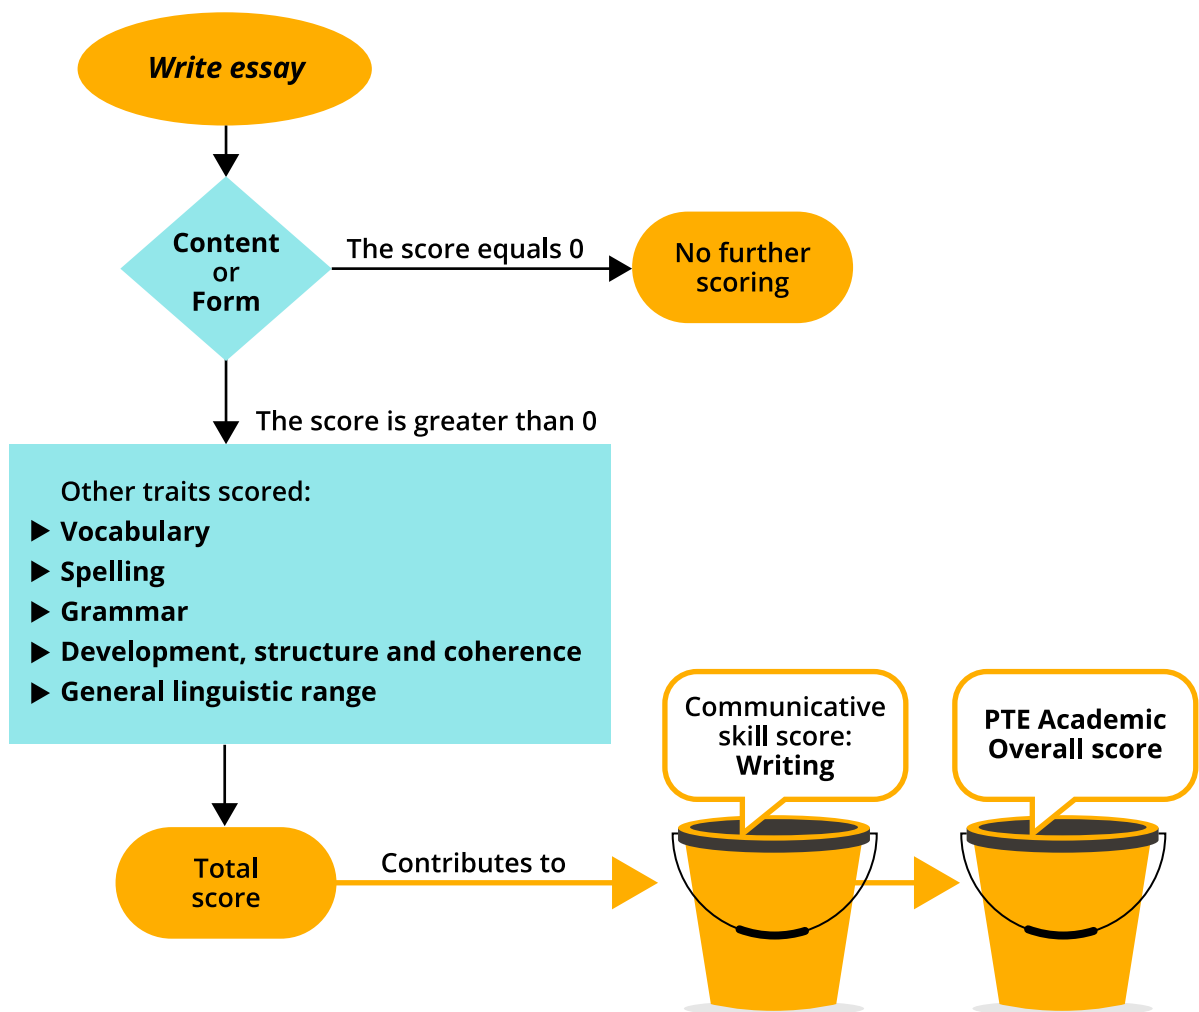 Write essay
Content
or
Form
The score equals 0
No further
scoring
The score is greater than 0
Other traits scored:
Vocabulary
Spelling
Grammar
Development, structure and coherence
General linguistic range
Total
score
Contributes to
Communicative
skill score:
Writing
PTE Academic
Overall score